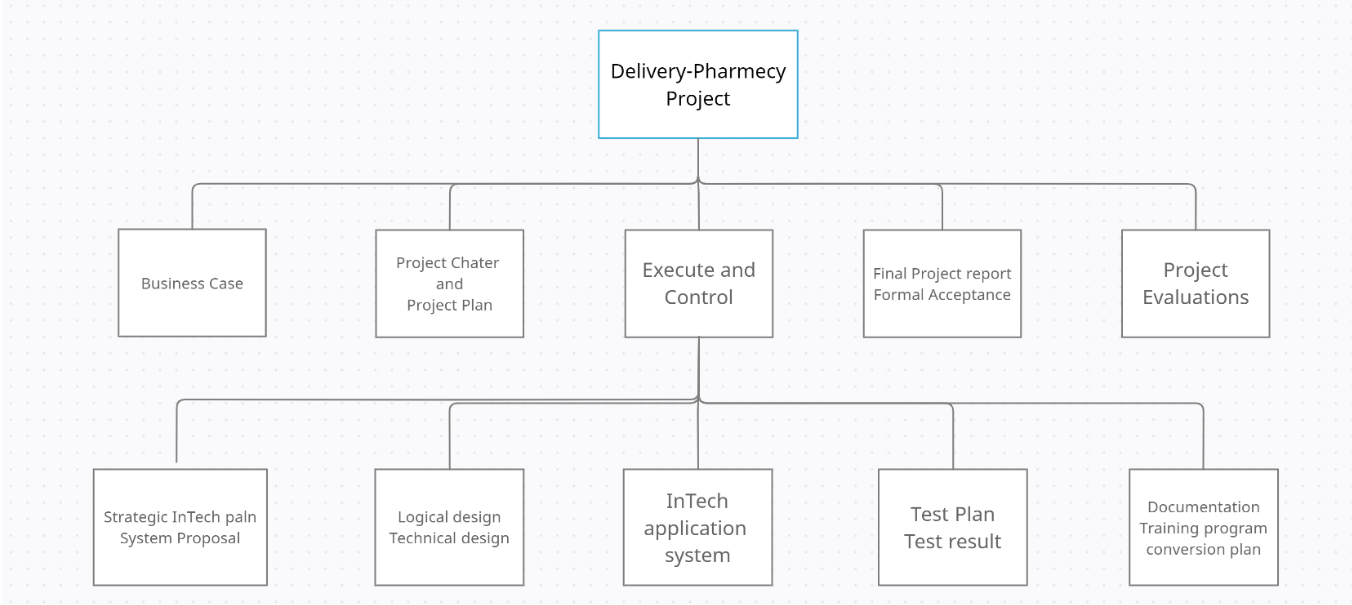 Delivery-Pharmecy
Project
Business Case
Project Chater
and
Project Plan
Execute and
Control
Final Project report
Formal Acceptance
Project
Evaluations
Strategic InTech paln
System Proposal
Logical design
Technical design
InTech
application
system
Test Plan
Test result
Documentation
Training program
conversion plan